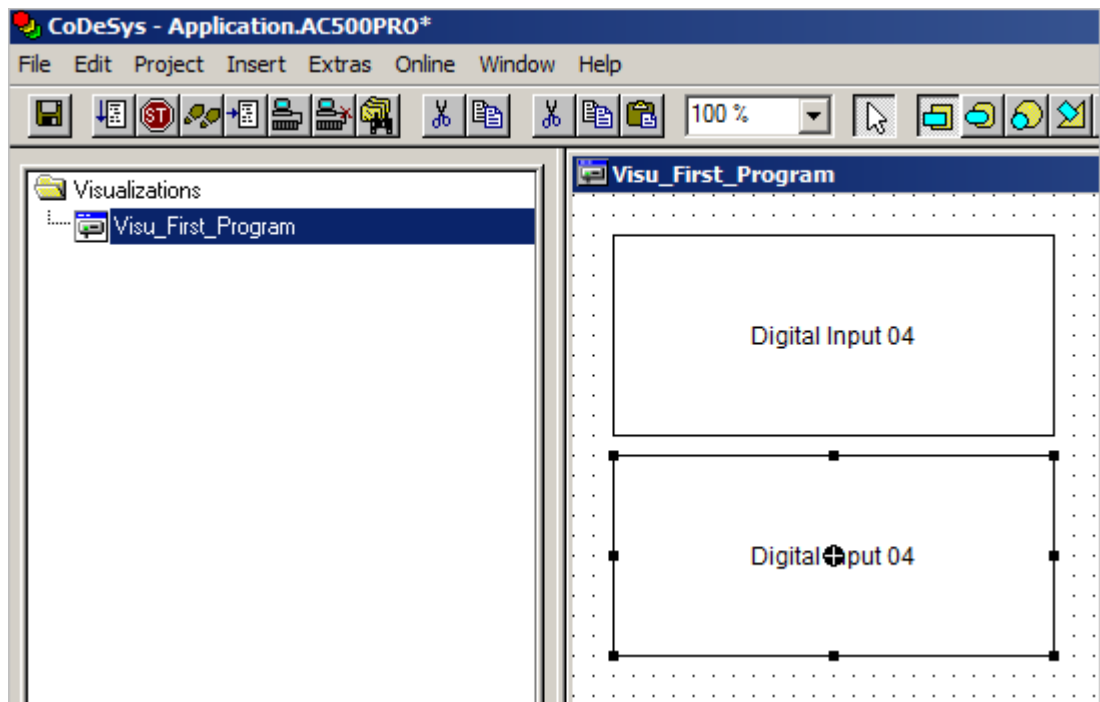 CoDeSys - Application.AC500PRO*
File Edit Project Insert Extras Online Window Help
ST
100 %
Visualizations
Visu_First_Program
Visu_First_Program
Digital Input 04
Digital put 04